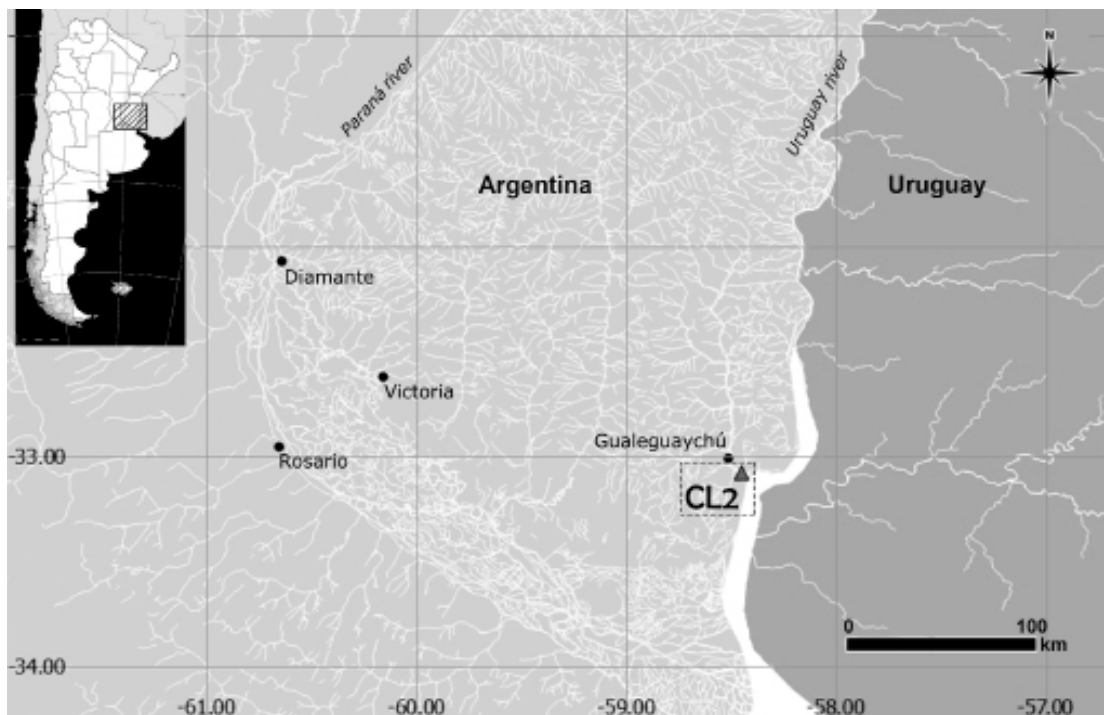 N
Paraná river
Uruguay river
Argentina
Uruguay
Diamante
Victoria
Gualeguaychú
-33.00
Rosario
CL2
0
100
km
-34.00
-61.00
-60.00
-59.00
-58.00
-57.00